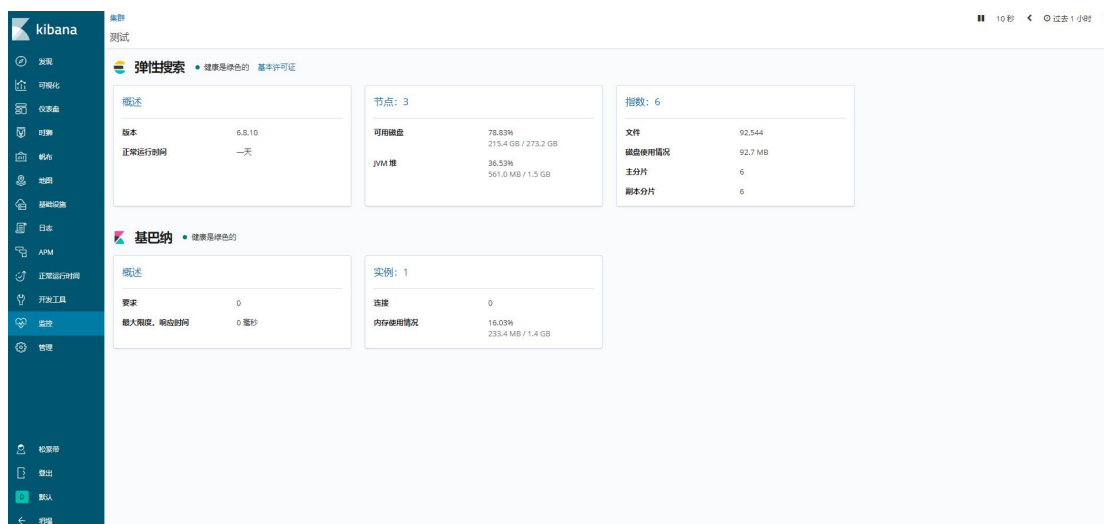 kibana
发现
可视化
仪表盘
时狮
帆布
地图
基础设施
日志
APM
正常运行时间
开发工具
监控
管理
登出
D 默认
集群
测试
10 秒
过去 1 小时
弹性搜索 健康是绿色的 基本许可证
概述
版本 6.8.10
正常运行时间 一天
节点: 3
可用磁盘 78.83%
215.4 GB / 273.2 GB
JVM 堆 36.53%
561.0 MB / 1.5 GB
指数: 6
文件 92,544
磁盘使用情况 92.7 MB
主分片 6
副本分片 6
基巴纳 健康是绿色的
概述
要求 0
最大限度。响应时间 0 毫秒
实例: 1
连接 0
内存使用情况 16.03%
233.4 MB / 1.4 GB